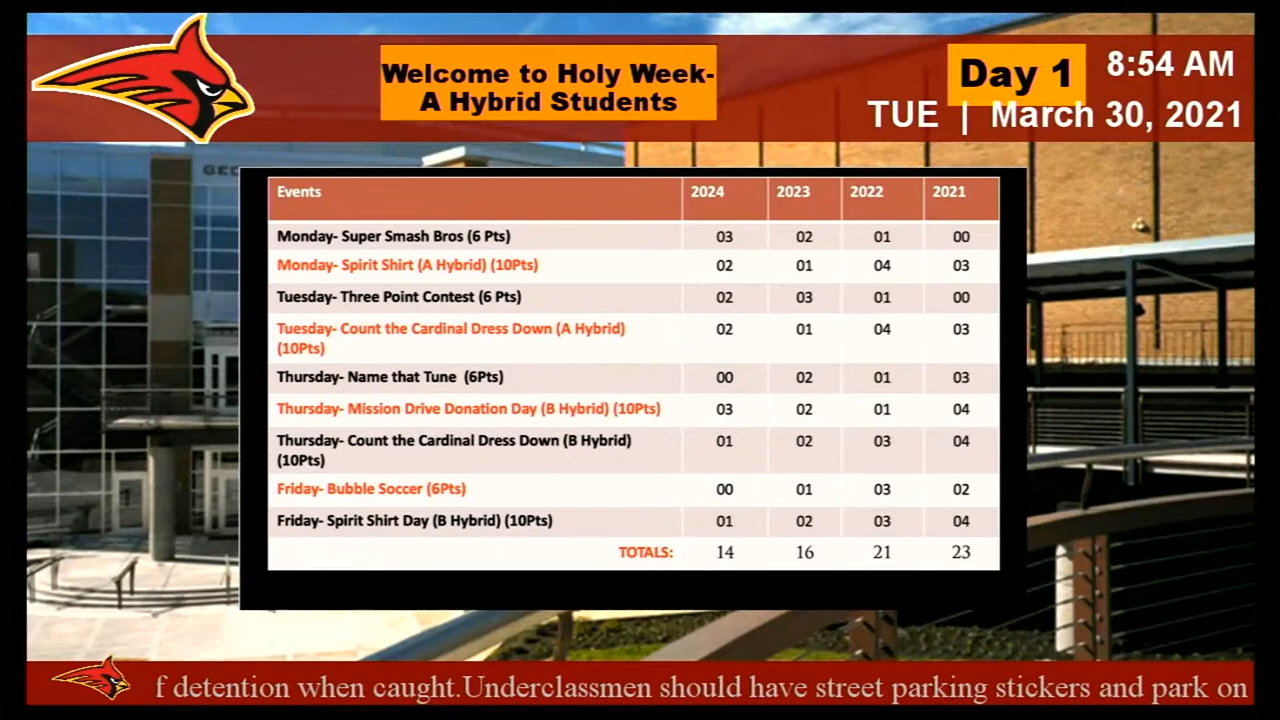 Welcome to Holy Week-
A Hybrid Students
Day 1
8:54 AM
TUE | March 30, 2021
GEO
Events 2024 2023 2022 2021
Monday- Super Smash Bros (6 Pts) 03 02 01 00
Monday- Spirit Shirt (A Hybrid) (10Pts) 02 01 04 03
Tuesday- Three Point Contest (6 Pts) 02 03 01 00
Tuesday- Count the Cardinal Dress Down (A Hybrid)
(10Pts) 02 01 04 03
Thursday- Name that Tune (6Pts) 00 02 01 03
Thursday- Mission Drive Donation Day (B Hybrid) (10Pts) 03 02 01 04
Thursday- Count the Cardinal Dress Down (B Hybrid)
(10Pts) 01 02 03 04
Friday- Bubble Soccer (6Pts) 00 01 03 02
Friday- Spirit Shirt Day (B Hybrid) (10Pts) 01 02 03 04
TOTALS: 14 16 21 23
f detention when caught.Underclassmen should have street parking stickers and park on